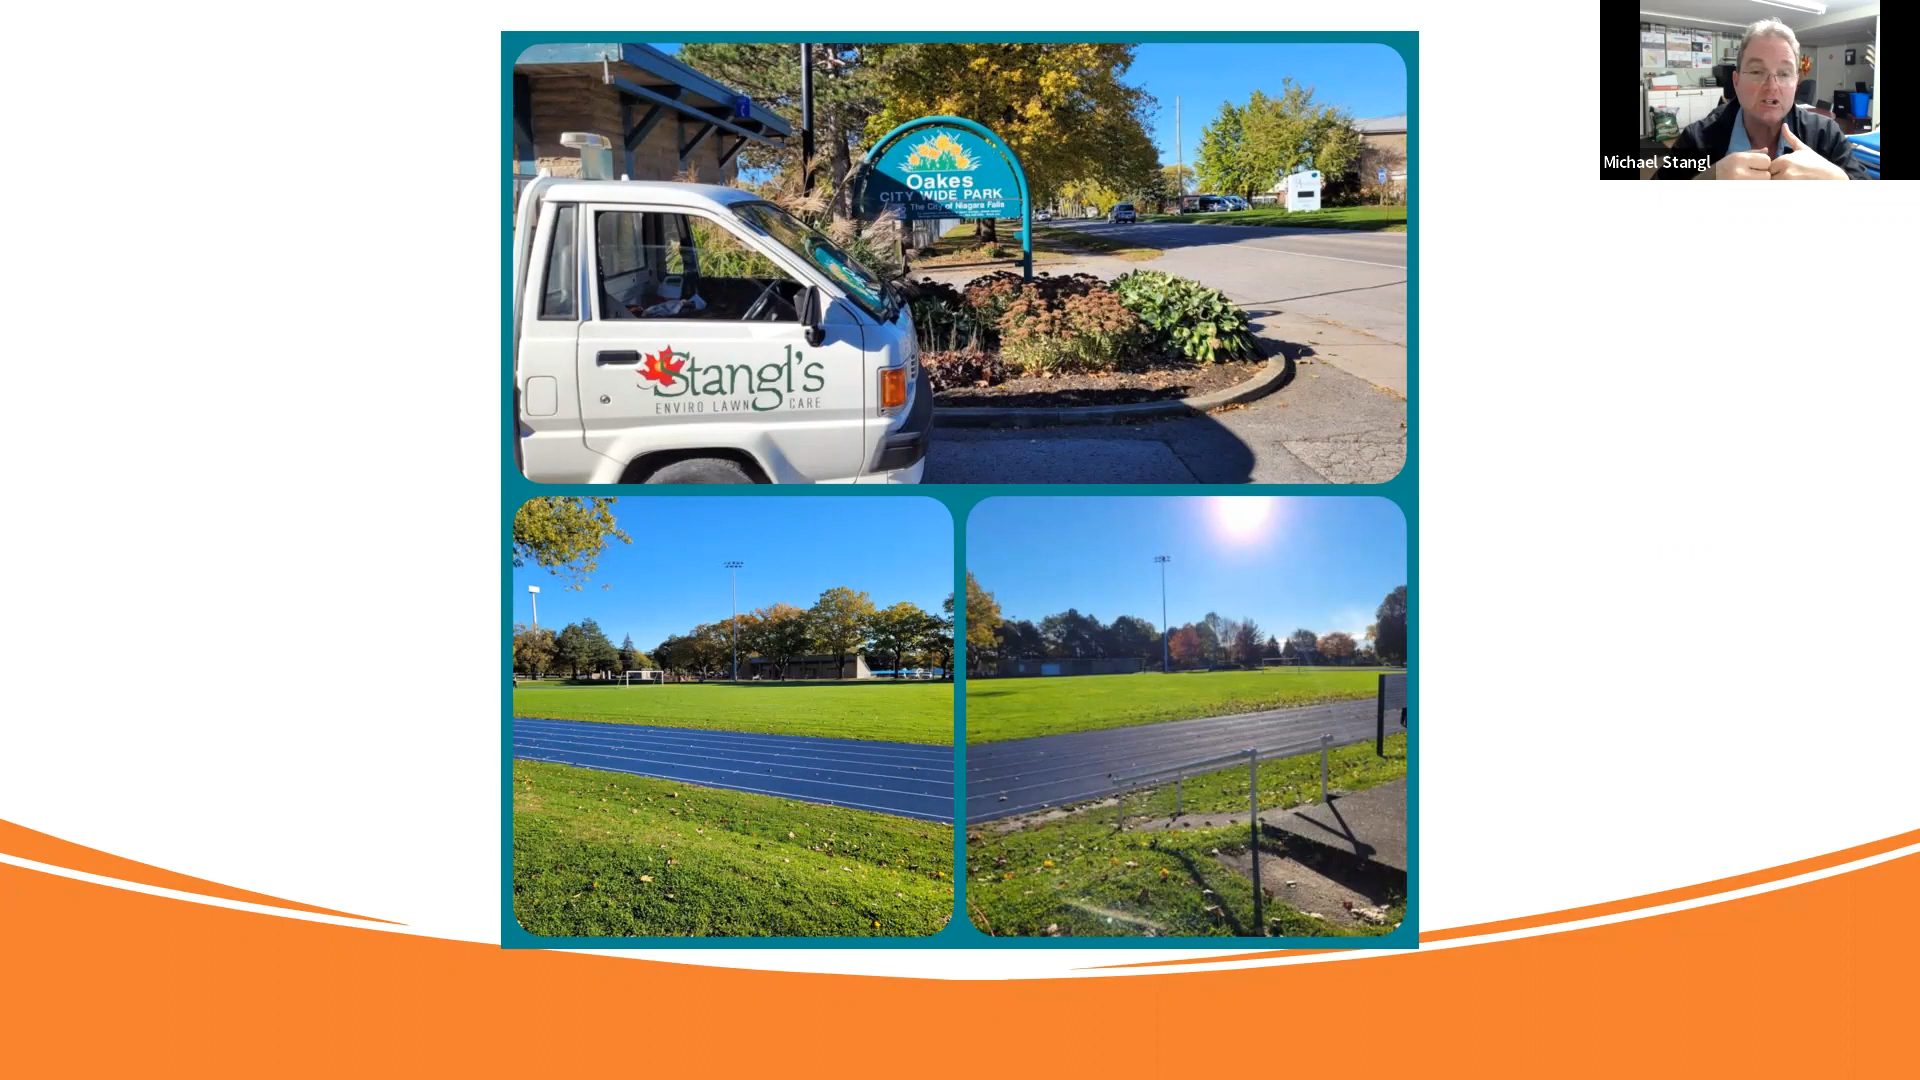 Oakes
CITY WIDE PARK
The City of Niagara Falls
Stangl's
ENVIRO LAWN CARE
Michael Stangl